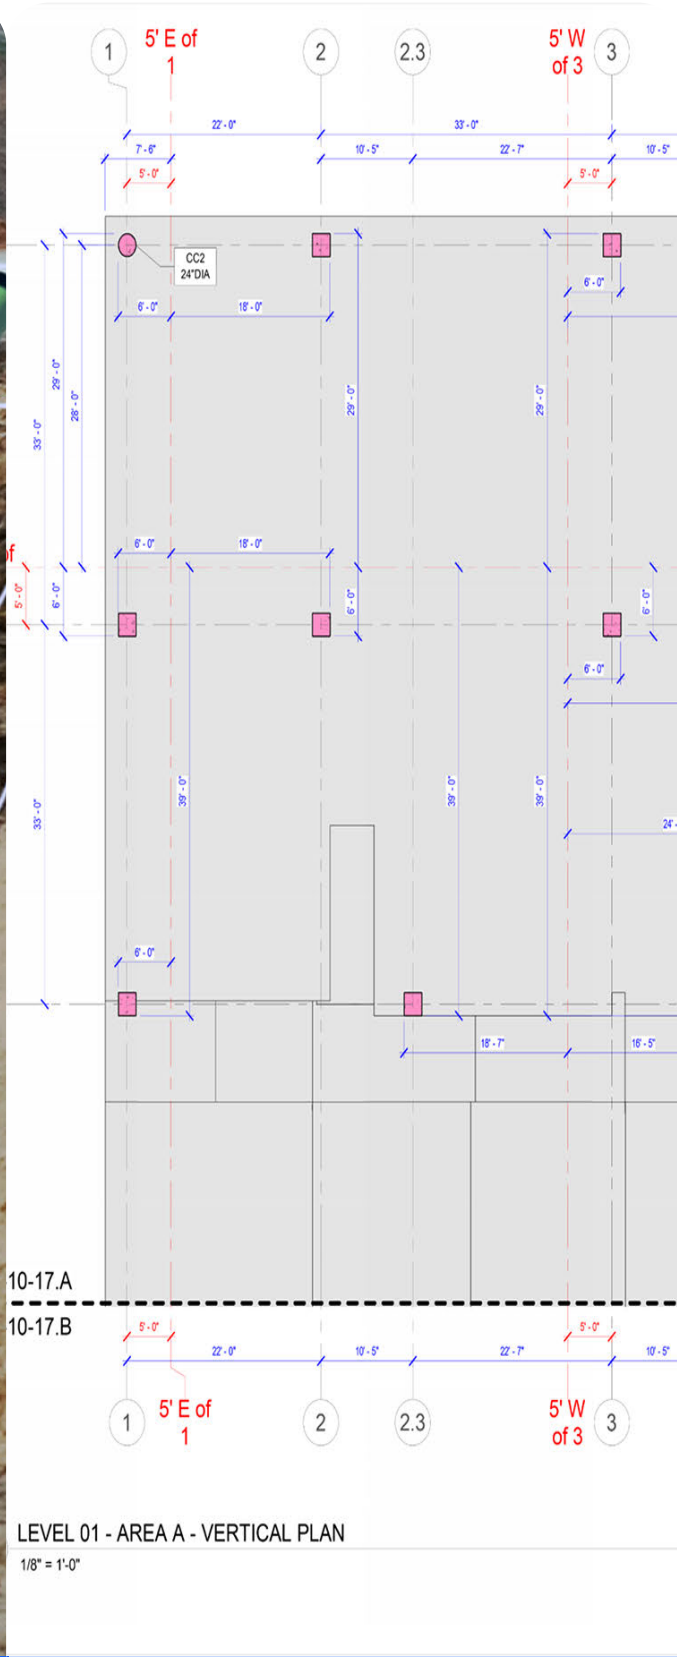 1
5' E of
1
2
2.3
5' W
of 3
3
22' - 0"
33' - 0"
7' - 6"
10' - 5"
22' - 7"
10' - 5"
5' - 0"
5' - 0"
CC2
24"DIA
6' - 0"
6' - 0"
18' - 0"
29' - 0"
28' - 0"
33' - 0"
29' - 0"
29' - 0"
6' - 0"
18' - 0"
of
5' - 0"
6' - 0"
6' - 0"
6' - 0"
6' - 0"
39' - 0"
39' - 0"
39' - 0"
33' - 0"
24' -
6' - 0"
18' - 7"
16' - 5"
10-17.A
10-17.B
5' - 0"
5' - 0"
22' - 0"
10' - 5"
22' - 7"
10' - 5"
1
5' E of
1
2
2.3
5' W
of 3
3
LEVEL 01 - AREA A - VERTICAL PLAN
1/8" = 1'-0"